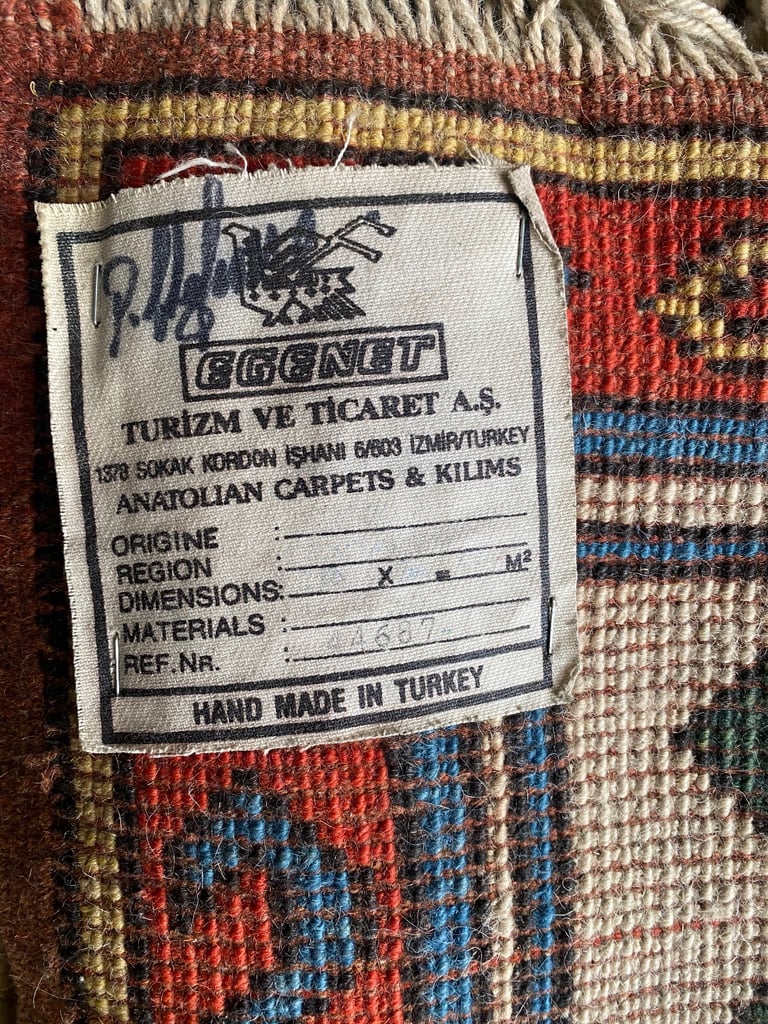 EGENET
TURİZM VE TİCARET A.Ş.
1378 SOKAK KORDON İŞHANI 6/603 İZMİR/TURKEY
ANATOLIAN CARPETS & KILIMS
ORIGINE :
REGION
DIMENSIONS: X = M²
MATERIALS :
REF.Nr. :
HAND MADE IN TURKEY